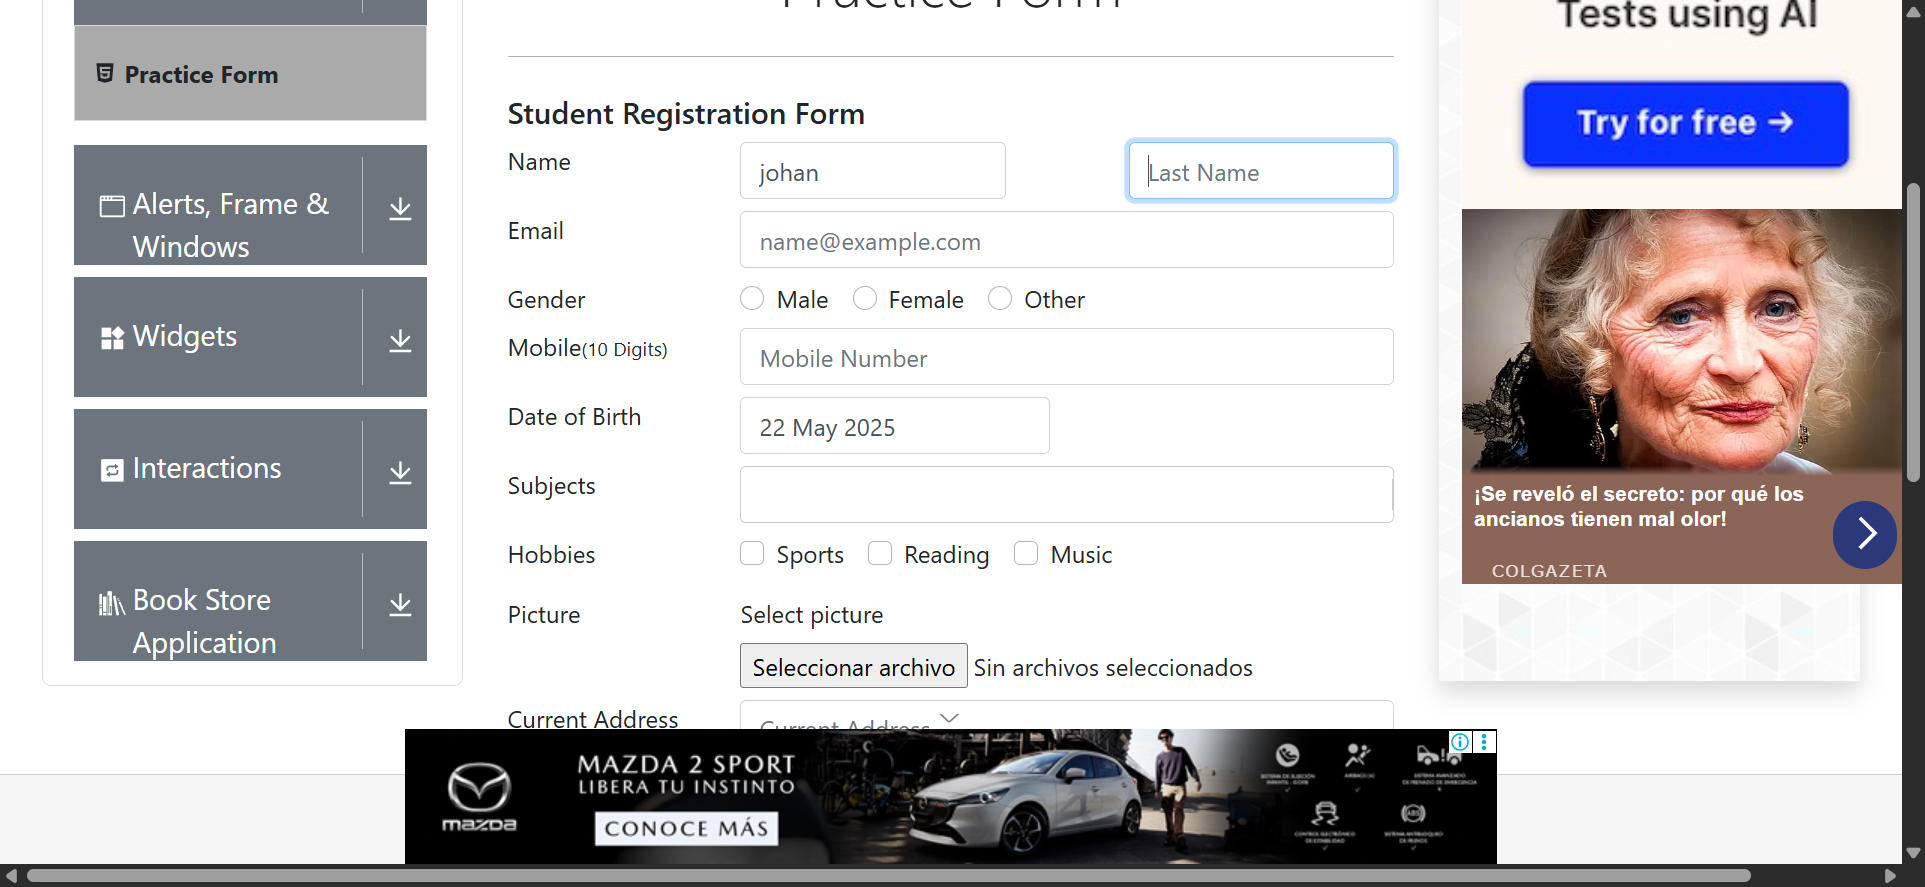 Practice Form
Practice Form
Alerts, Frame &
Windows
Widgets
Interactions
Book Store
Application
Student Registration Form
Name
johan
Last Name
Email
name@example.com
Gender
Male
Female
Other
Mobile(10 Digits)
Mobile Number
Date of Birth
22 May 2025
Subjects
Hobbies
Sports
Reading
Music
Picture
Select picture
Seleccionar archivo
Sin archivos seleccionados
Current Address
Current Address
Tests using AI
Try for free →
¡Se reveló el secreto: por qué los
ancianos tienen mal olor!
COLGAZETA
mazda
MAZDA 2 SPORT
LIBERA TU INSTINTO
CONOCE MÁS
ABS